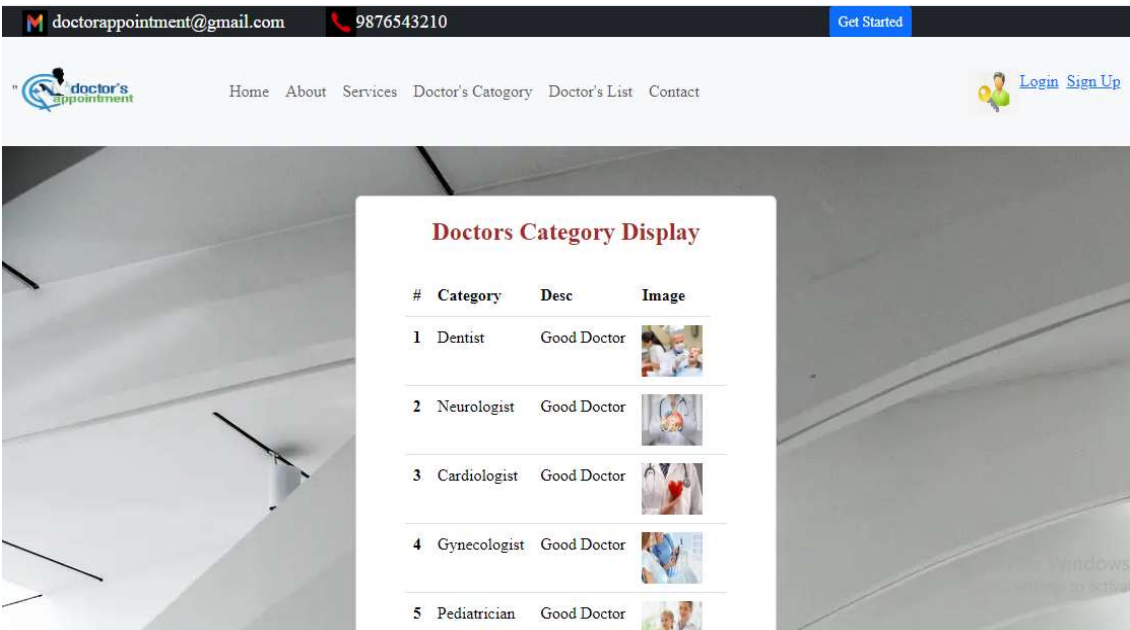 doctorappointment@gmail.com 9876543210 Get Started
" doctor's
appointment
Home About Services Doctor's Catogory Doctor's List Contact
Login Sign Up
Doctors Category Display
# Category Desc Image
1 Dentist Good Doctor
2 Neurologist Good Doctor
3 Cardiologist Good Doctor
4 Gynecologist Good Doctor
5 Pediatrician Good Doctor
Windows